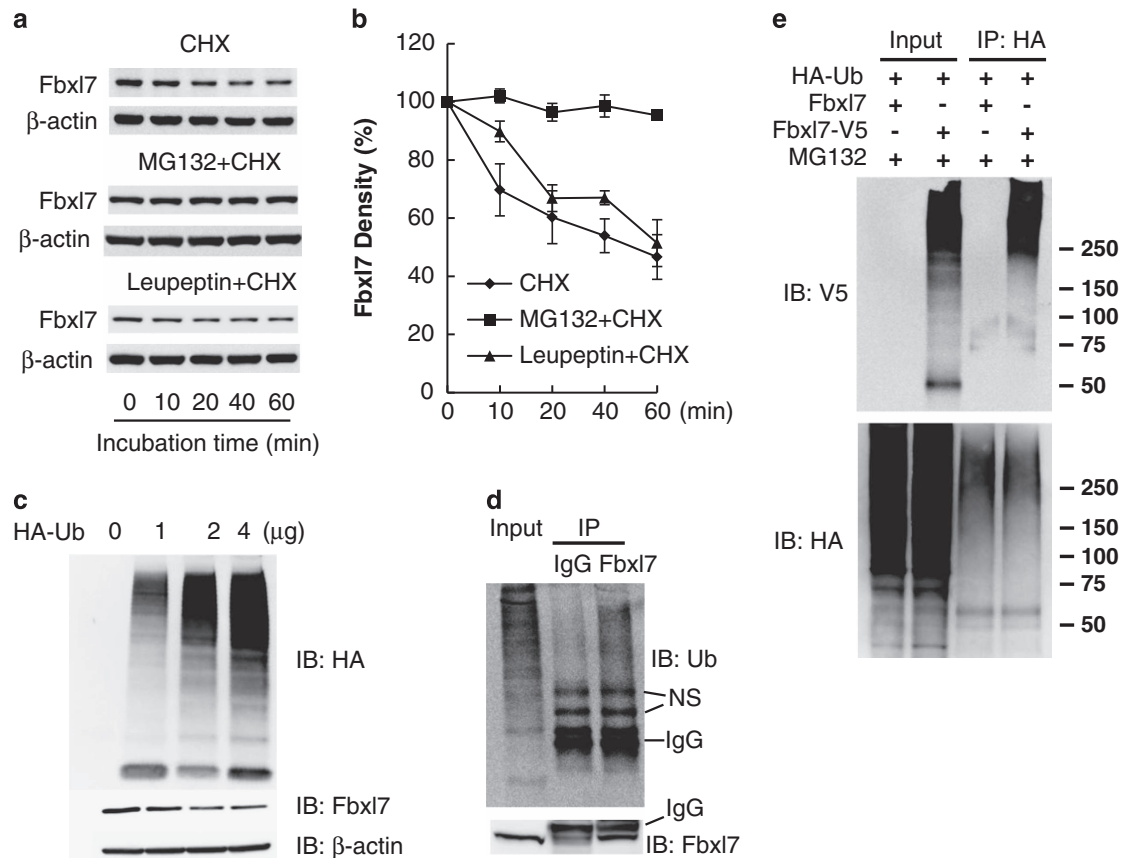 a
CHX
Fbxl7
β-actin
MG132+CHX
Fbxl7
β-actin
Leupeptin+CHX
Fbxl7
β-actin
0 10 20 40 60
Incubation time (min)
b
120
100
80
60
40
20
0
Fbxl7 Density (%)
CHX
MG132+CHX
Leupeptin+CHX
0 10 20 40 60 (min)
c
HA-Ub 0 1 2 4 (μg)
IB: HA
IB: Fbxl7
IB: β-actin
d
Input IP
IgG Fbxl7
IB: Ub
NS
IgG
IgG
IB: Fbxl7
e
Input IP: HA
HA-Ub + + + +
Fbxl7 + - + -
Fbxl7-V5 - + - +
MG132 + + + +
IB: V5
– 250
– 150
– 100
– 75
– 50
IB: HA
– 250
– 150
– 100
– 75
– 50